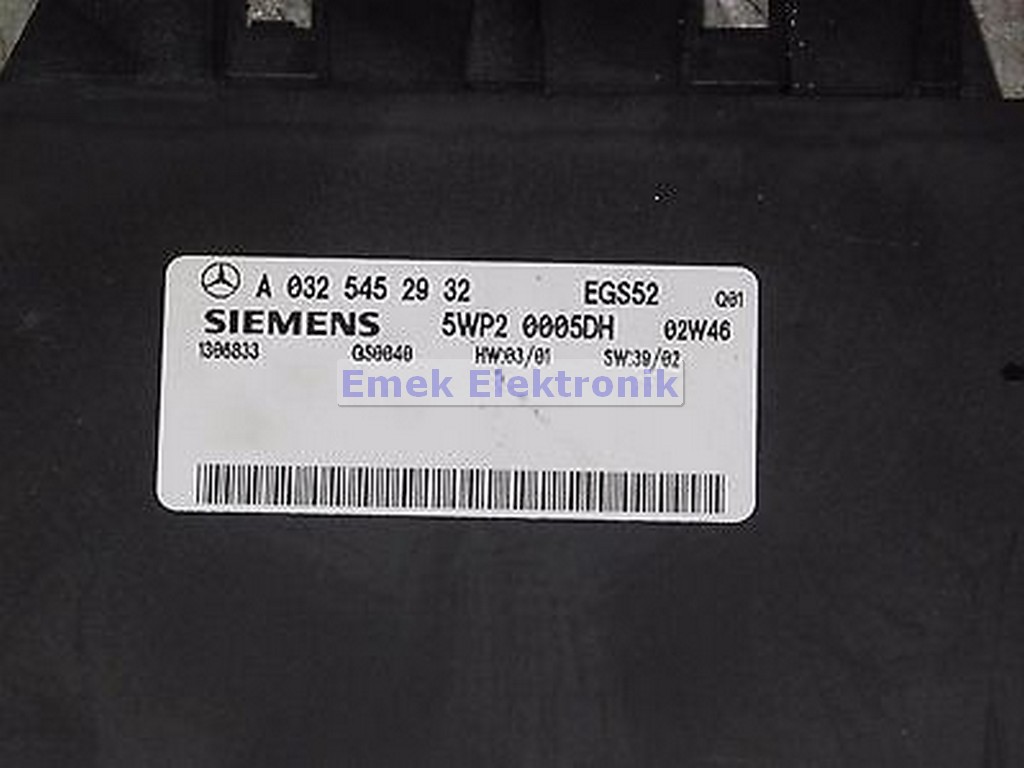 A 032 545 29 32 EGS52 Q01
SIEMENS 5WP2 0005DH 02W46
1306833 GS0040 HW:03/01 SW:39/02
Emek Elektronik